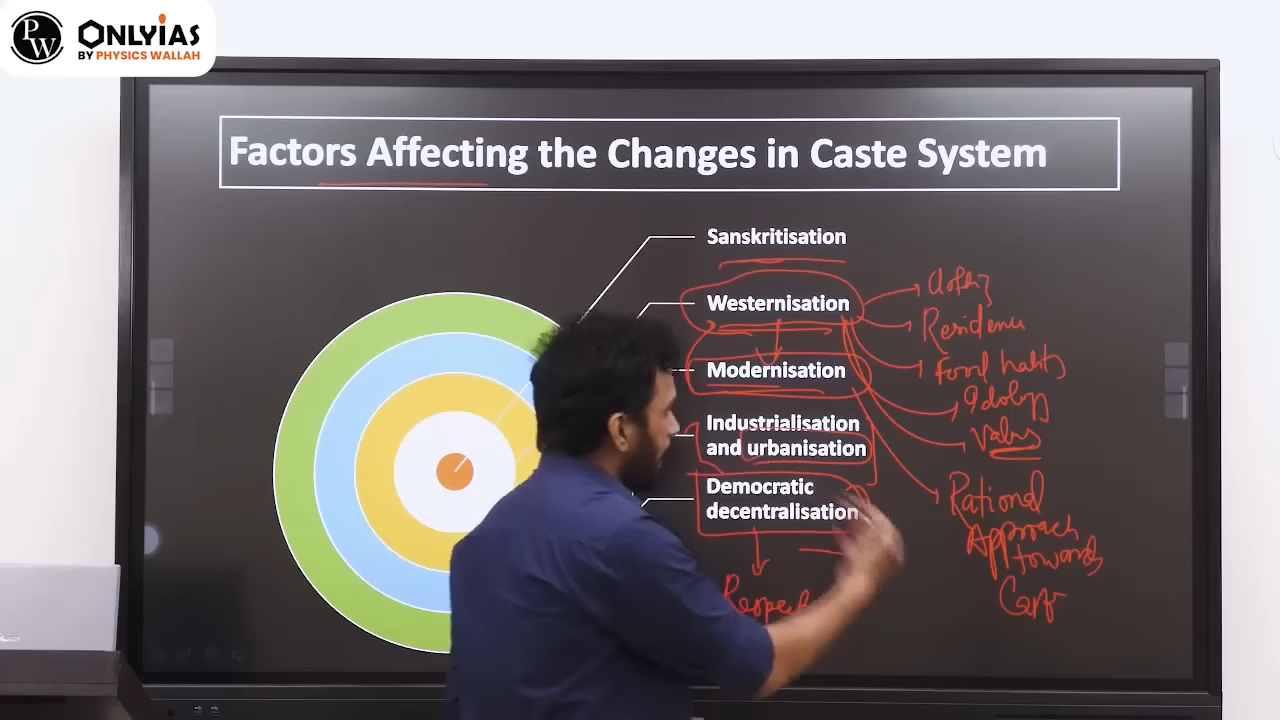 PW
ONLYIAS
BY PHYSICS WALLAH
Factors Affecting the Changes in Caste System
Sanskritisation
Westernisation
Modernisation
Industrialisation
and urbanisation
Democratic
decentralisation
Residence
Food habits
Values
Rational
Approach
towards